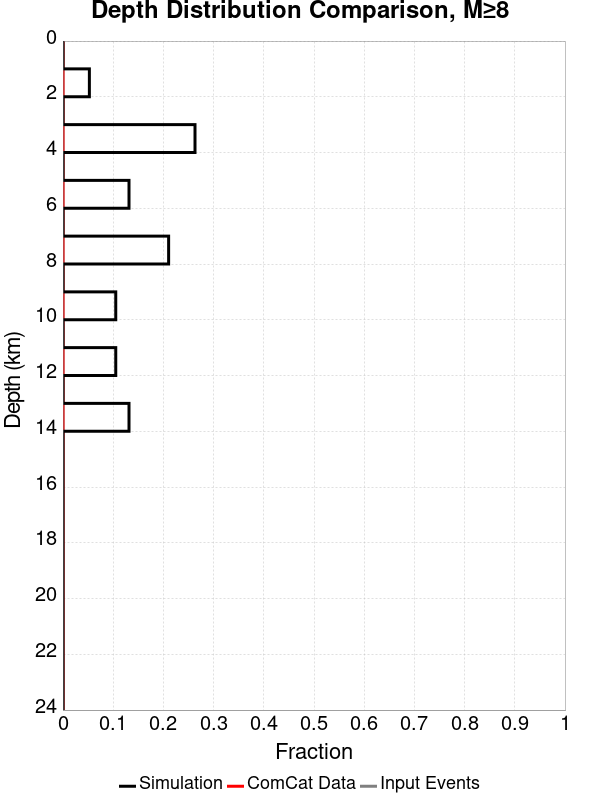 Depth Distribution Comparison, M≥8
0
2
4
6
8
10
12
14
16
18
20
22
24
Depth (km)
0 0.1 0.2 0.3 0.4 0.5 0.6 0.7 0.8 0.9 1
Fraction
Simulation ComCat Data Input Events